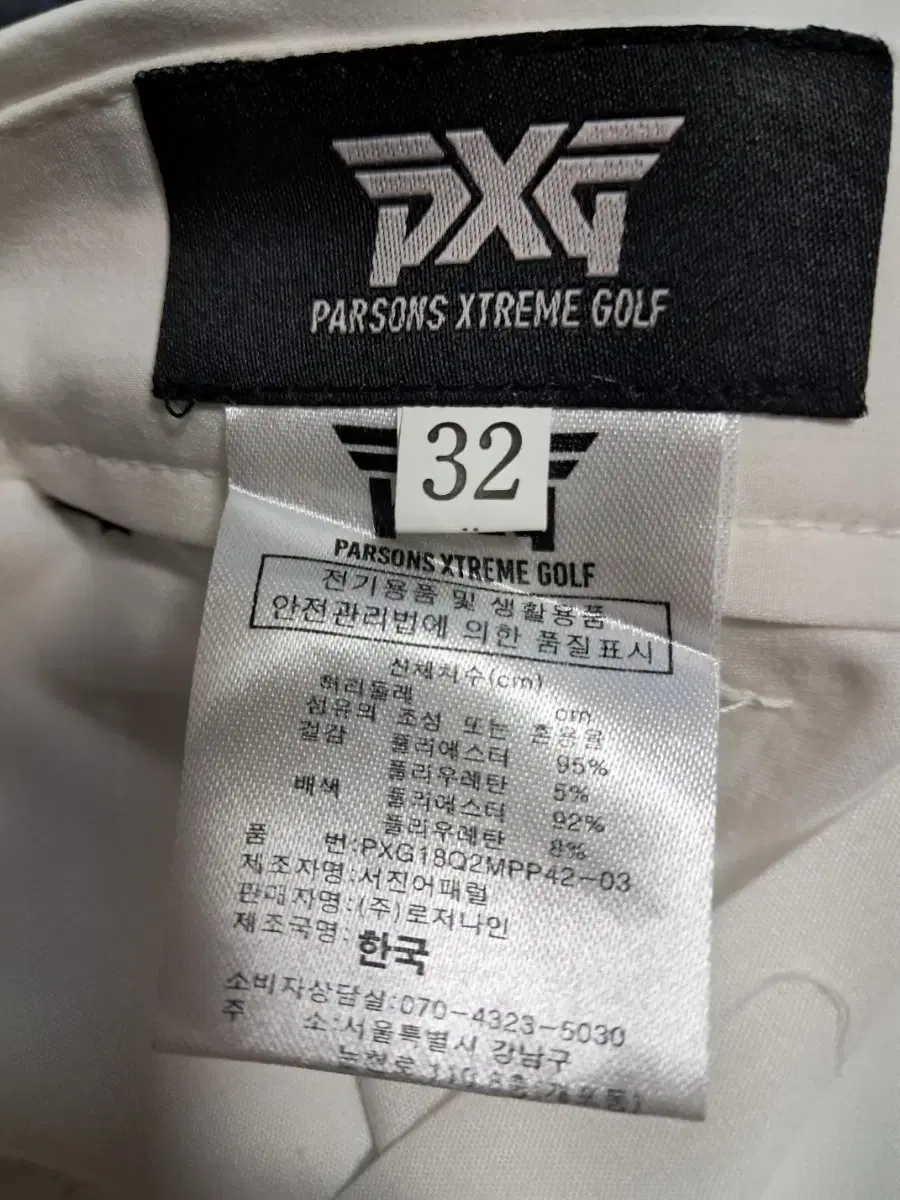 PXG
PARSONS XTREME GOLF
32
PARSONS XTREME GOLF
전기용품 및 생활용품
안전관리법에 의한 품질표시
신체치수(cm)
허리둘레 cm
섬유의 조성 또는 혼용율
겉감 폴리에스터 95%
폴리우레탄 5%
배색 폴리에스터 92%
폴리우레탄 8%
품 번:PXG18Q2MPP42-03
제조자명:서진어패럴
판매자명:(주)로저나인
제조국명:한국
소비자상담실:070-4323-5030
주 소:서울특별시 강남구
논현로